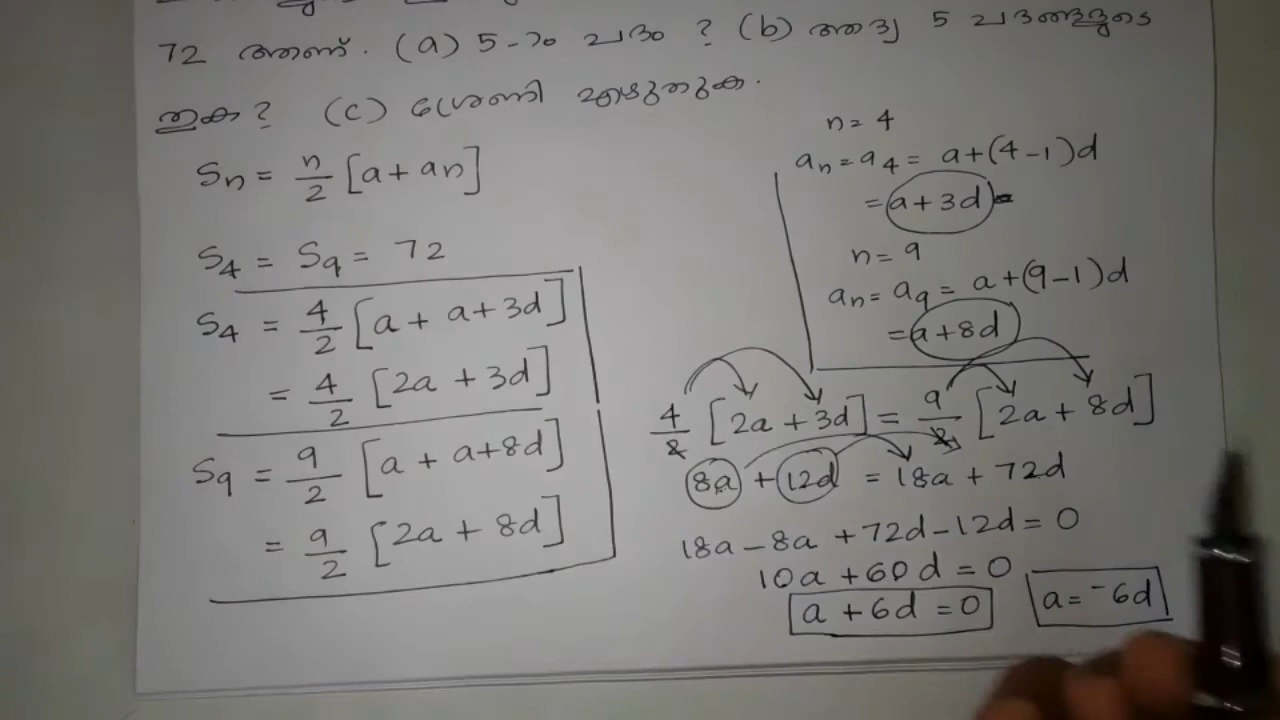 72 ആണ്. (a) 5-ാം പദം ? (b) ആദ്യ 5 പദങ്ങളുടെ
തുക ? (c) ശ്രേണി എഴുതുക.
Sn = n/2 [a + an]
S4 = S9 = 72
S4 = 4/2 [a + a + 3d]
= 4/2 [2a + 3d]
S9 = 9/2 [a + a + 8d]
= 9/2 [2a + 8d]
n = 4
an = a4 = a + (4-1)d
= a + 3d
n = 9
an = a9 = a + (9-1)d
= a + 8d
4/2 [2a + 3d] = 9/2 [2a + 8d]
8a + 12d = 18a + 72d
18a - 8a + 72d - 12d = 0
10a + 60d = 0
a + 6d = 0 a = -6d